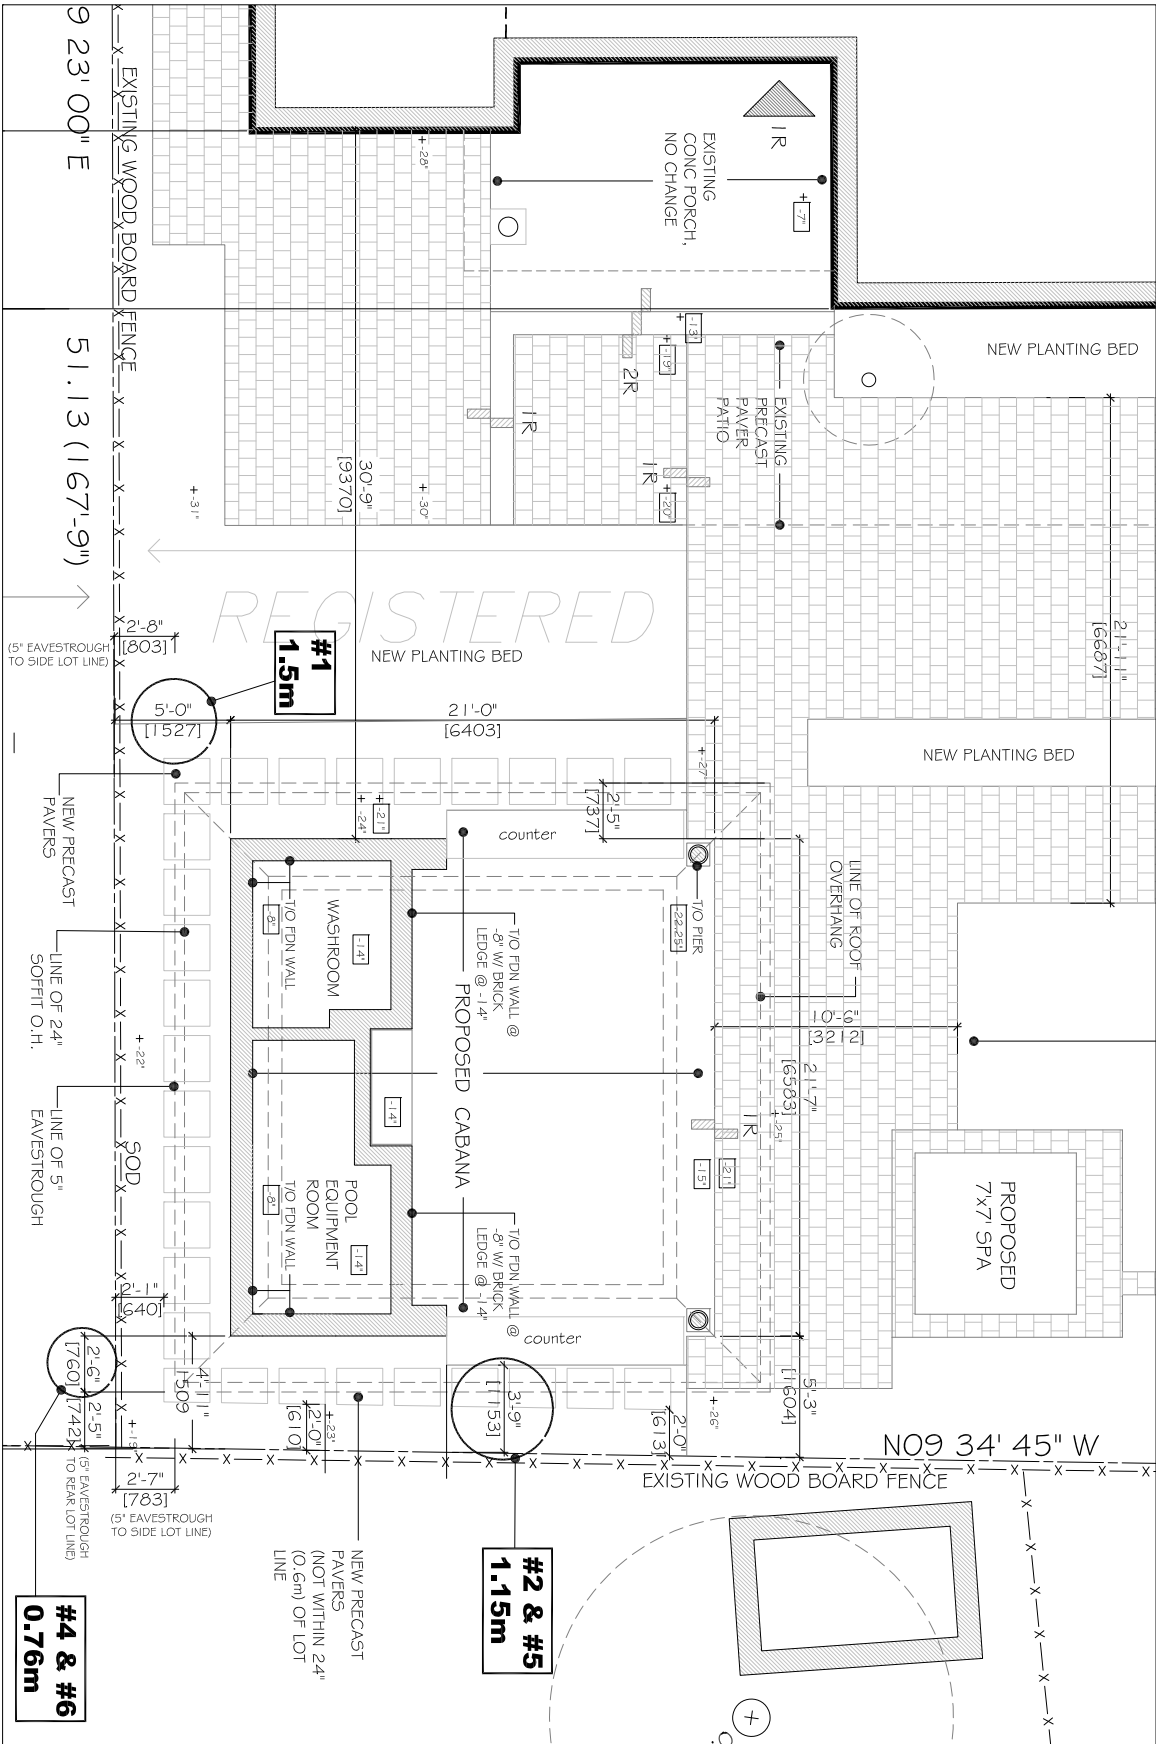 9 23' 00" E
EXISTING WOOD BOARD FENCE
51.13 (167'-9")
1R
EXISTING
CONC PORCH,
NO CHANGE
-7"
-28"
-13"
-19"
2R
1R
1R
-20"
-30"
-31"
30'-9"
[9370]
EXISTING
PRECAST
PAVER
PATIO
NEW PLANTING BED
21'-11"
[6687]
REGISTERED
NEW PLANTING BED
2'-8"
[803]
(5" EAVESTROUGH
TO SIDE LOT LINE)
#1
1.5m
5'-0"
[1527]
21'-0"
[6403]
NEW PLANTING BED
-27"
2'-5"
[737]
-21"
-24"
counter
NEW PRECAST
PAVERS
LINE OF 24"
SOFFIT O.H.
LINE OF 5"
EAVESTROUGH
-22"
SOD
T/O FDN WALL
-8"
WASHROOM
-14"
T/O FDN WALL @
-8" W/ BRICK
LEDGE @ -14"
T/O PIER
-22.25"
LINE OF ROOF
OVERHANG
10'-6"
[3212]
21'-7"
[6583]
PROPOSED CABANA
-14"
1R
-25"
-15"
-21"
T/O FDN WALL
-8"
POOL
EQUIPMENT
ROOM
-14"
T/O FDN WALL @
-8" W/ BRICK
LEDGE @ -14"
PROPOSED
7'x7' SPA
counter
2'-1"
[640]
2'-6"
[760]
2'-5"
[742]
4'-11"
1509
-19"
2'-0"
[610]
-23"
3'-9"
[1153]
2'-0"
[613]
-26"
5'-3"
[1604]
N09 34' 45" W
EXISTING WOOD BOARD FENCE
2'-7"
[783]
(5" EAVESTROUGH
TO SIDE LOT LINE)
(5" EAVESTROUGH
TO REAR LOT LINE)
NEW PRECAST
PAVERS
(NOT WITHIN 24"
(0.6m) OF LOT
LINE
#2 & #5
1.15m
#4 & #6
0.76m